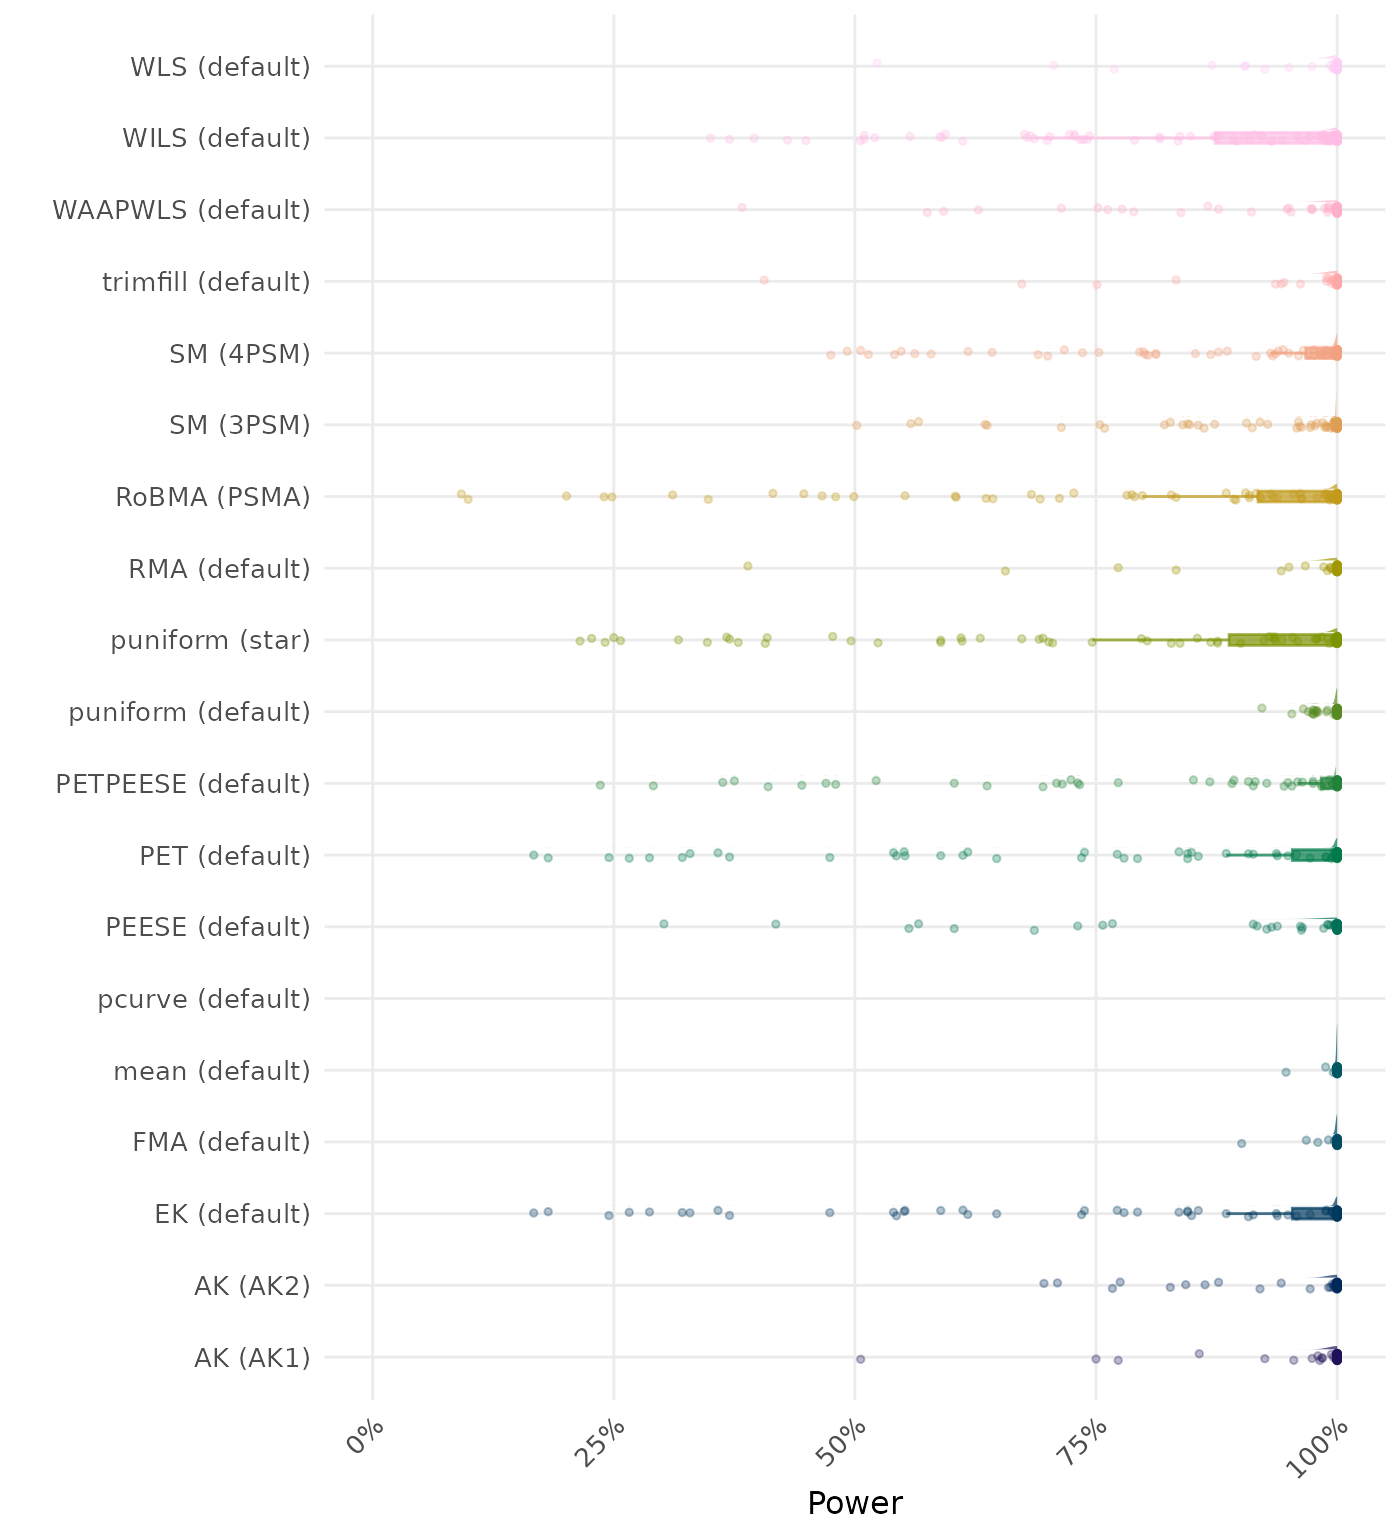 WLS (default)
WILS (default)
WAAPWLS (default)
trimfill (default)
SM (4PSM)
SM (3PSM)
RoBMA (PSMA)
RMA (default)
puniform (star)
puniform (default)
PETPEESE (default)
PET (default)
PEESE (default)
pcurve (default)
mean (default)
FMA (default)
EK (default)
AK (AK2)
AK (AK1)
0% 25% 50% 75% 100%
Power